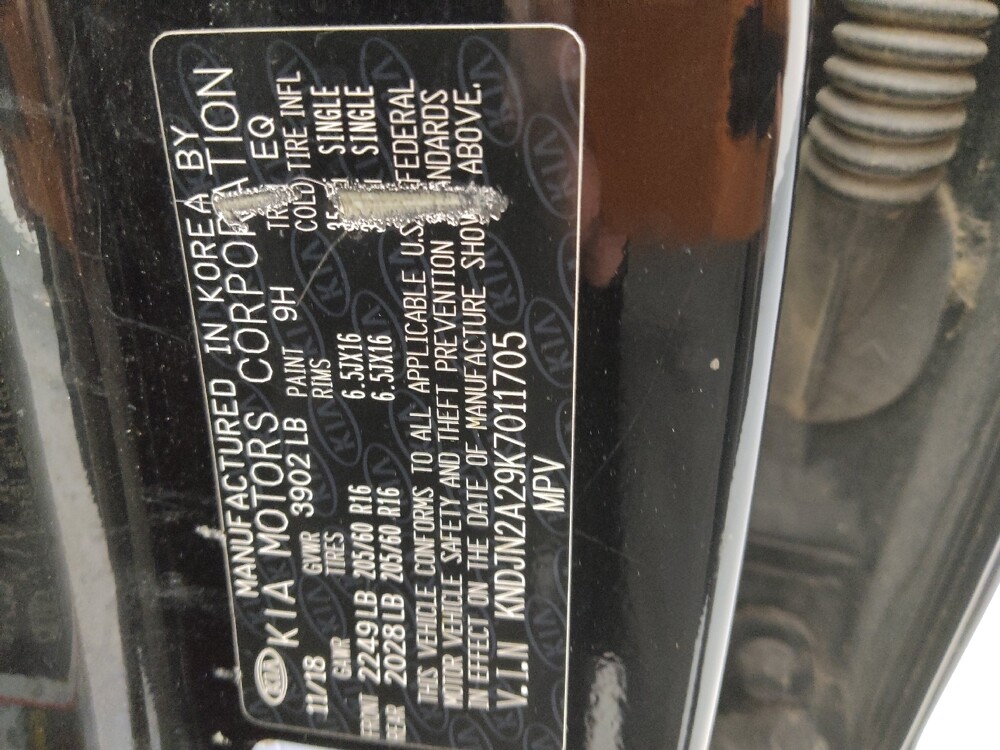 MANUFACTURED IN KOREA BY
KIA KIA MOTORS CORPORATION
11/18 GVWR 3902 LB PAINT 9H EQ
GAWR TIRES RIMS COLD TIRE INFL
FRONT 2249 LB 205/60 R16 6.5JX16 SINGLE
REAR 2028 LB 205/60 R16 6.5JX16 SINGLE
THIS VEHICLE CONFORMS TO ALL APPLICABLE U.S. FEDERAL
MOTOR VEHICLE SAFETY AND THEFT PREVENTION
IN EFFECT ON THE DATE OF MANUFACTURE ABOVE.
V.I.N KNDJN2A29K7011705
MPV